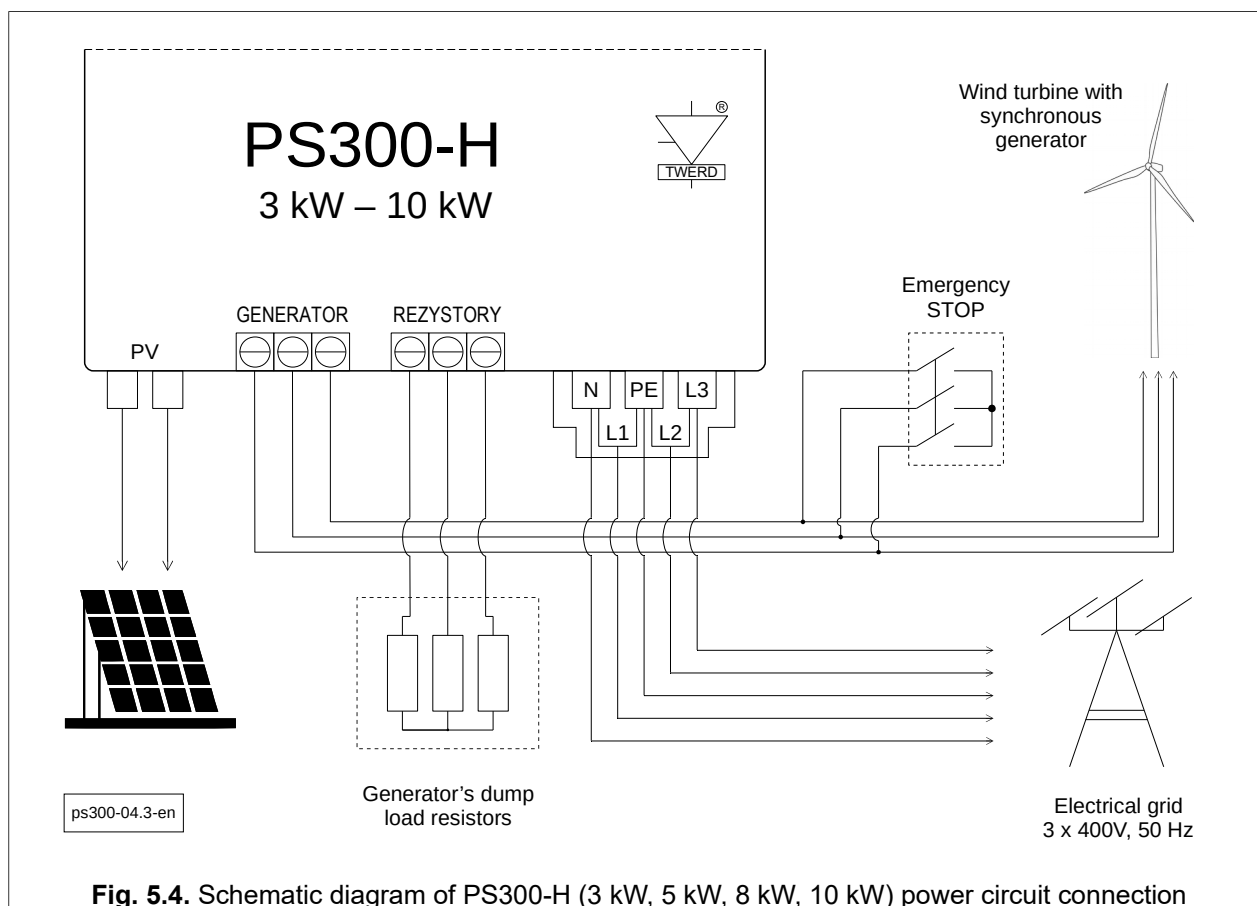 PS300-H
3 kW – 10 kW
®
TWERD
Wind turbine with
synchronous
generator
Emergency
STOP
GENERATOR
REZYSTORY
PV
N
PE
L3
L1
L2
Generator’s dump
load resistors
Electrical grid
3 x 400V, 50 Hz
ps300-04.3-en
Fig. 5.4. Schematic diagram of PS300-H (3 kW, 5 kW, 8 kW, 10 kW) power circuit connection